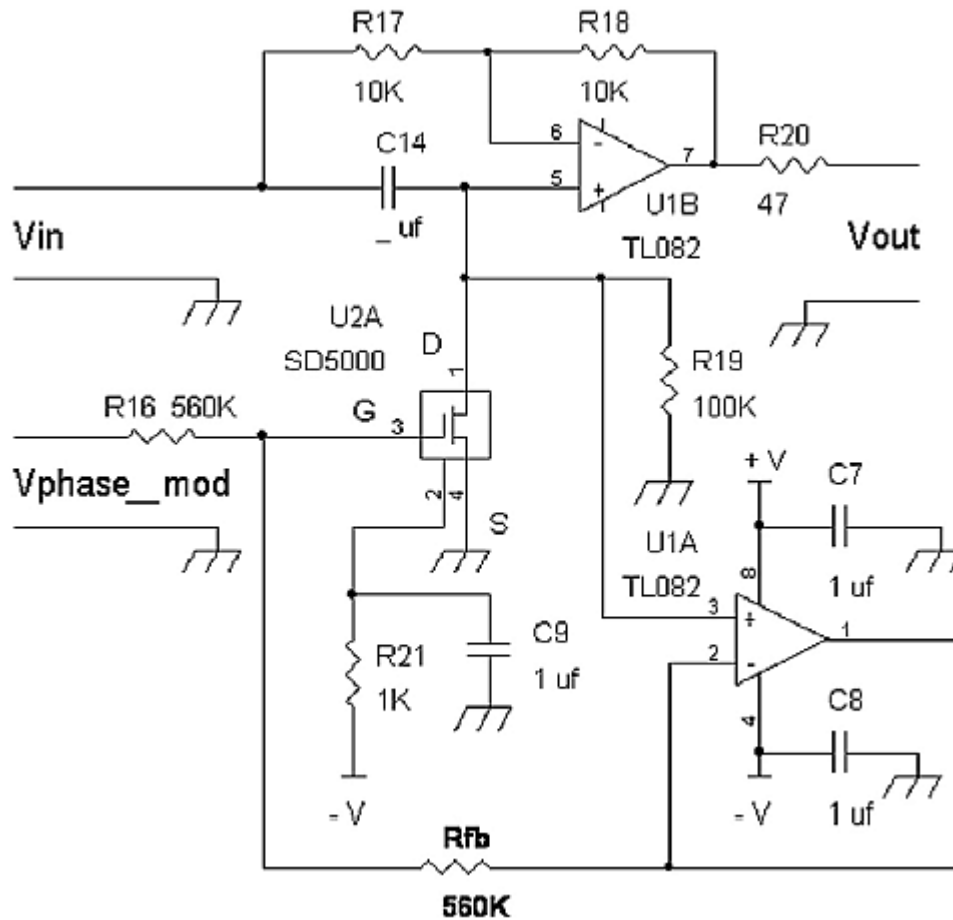 R17
10K
R18
10K
C14
_ uf
6
-
5
+
7
U1B
TL082
R20
47
Vin
Vout
U2A
SD5000
D
1
G
3
2
4
S
R19
100K
R16 560K
Vphase_mod
+ V
C7
1 uf
U1A
TL082
8
3
+
2
-
1
4
R21
1K
C9
1 uf
- V
C8
1 uf
- V
Rfb
560K